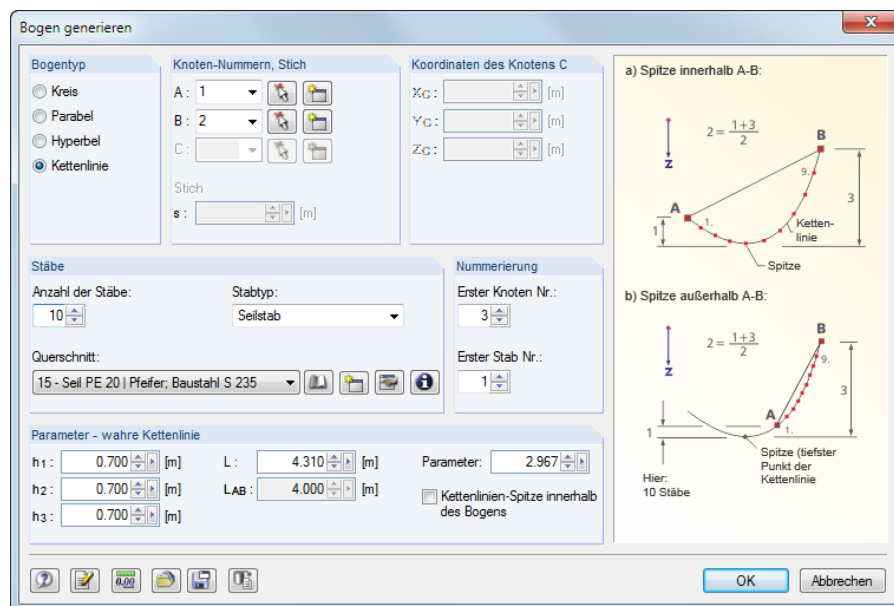 Bogen generieren
Bogentyp
Kreis
Parabel
Hyperbel
Kettenlinie
Knoten-Nummern, Stich
A : 1
B : 2
C :
Stich
s : [m]
Koordinaten des Knotens C
XC : [m]
YC : [m]
ZC : [m]
Stäbe
Anzahl der Stäbe:
10
Stabtyp:
Seilstab
Querschnitt:
15 - Seil PE 20 | Pfeifer; Baustahl S 235
Nummerierung
Erster Knoten Nr.:
3
Erster Stab Nr.:
1
Parameter - wahre Kettenlinie
h1 : 0.700 [m]
h2 : 0.700 [m]
h3 : 0.700 [m]
L : 4.310 [m]
LAB : 4.000 [m]
Parameter: 2.967
Kettenlinien-Spitze innerhalb
des Bogens
a) Spitze innerhalb A-B:
2 = 1+3
2
B
z
9.
A
3
1.
1
Ketten-
linie
Spitze
b) Spitze außerhalb A-B:
2 = 1+3
2
B
z
9.
3
A
1
1.
Spitze (tiefster
Punkt der
Kettenlinie
Hier:
10 Stäbe
0.00
OK
Abbrechen